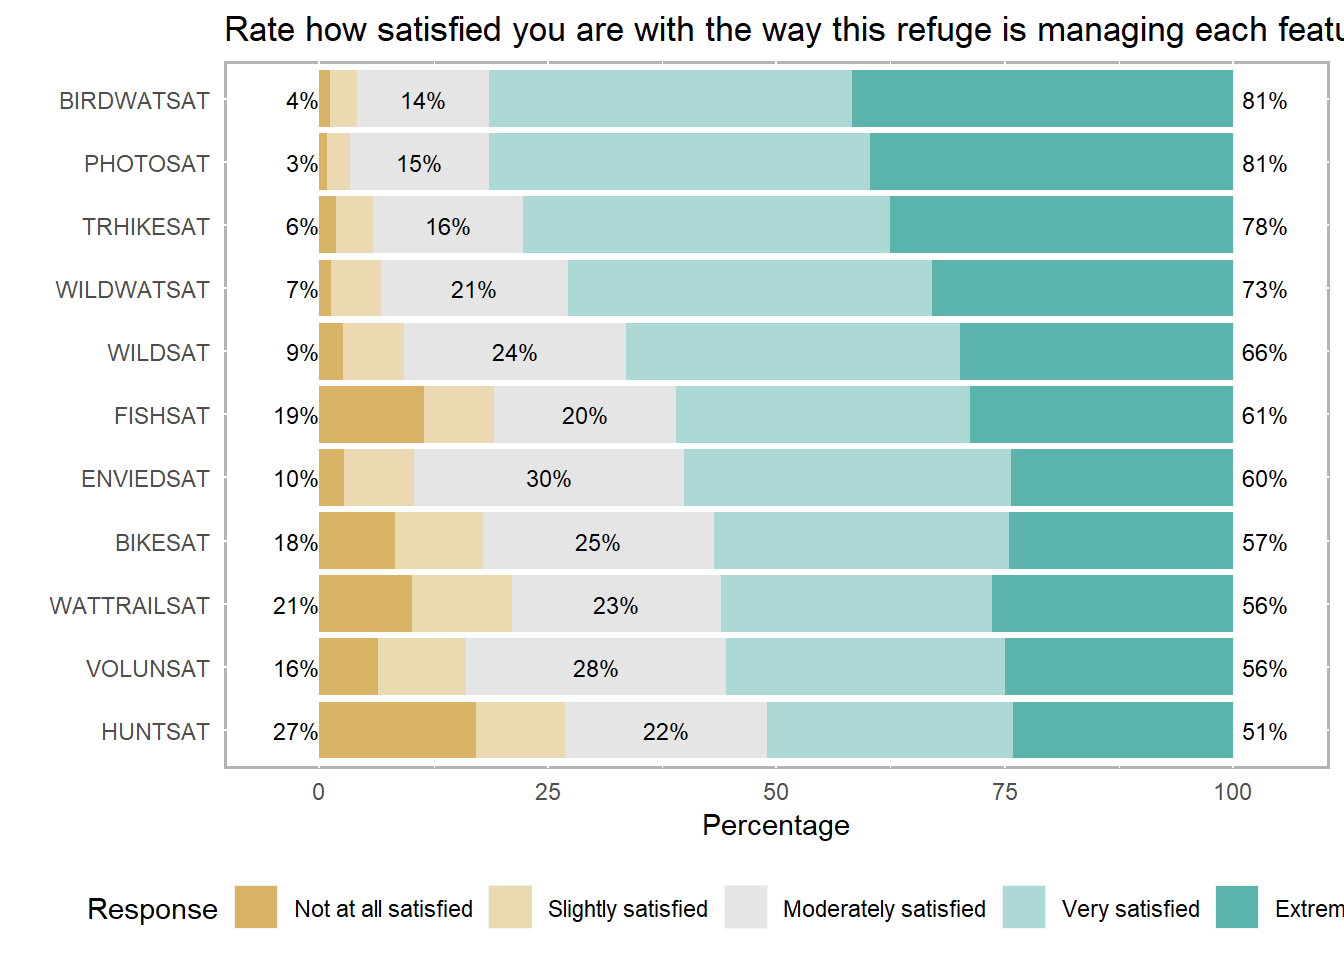 Rate how satisfied you are with the way this refuge is managing each
BIRDWATSAT 4% 14% 81%
PHOTOSAT 3% 15% 81%
TRHIKESAT 6% 16% 78%
WILDWATSAT 7% 21% 73%
WILDSAT 9% 24% 66%
FISHSAT 19% 20% 61%
ENVIEDSAT 10% 30% 60%
BIKESAT 18% 25% 57%
WATTRAILSAT 21% 23% 56%
VOLUNSAT 16% 28% 56%
HUNTSAT 27% 22% 51%
0 25 50 75 100
Percentage
Response Not at all satisfied Slightly satisfied Moderately satisfied Very satisfied